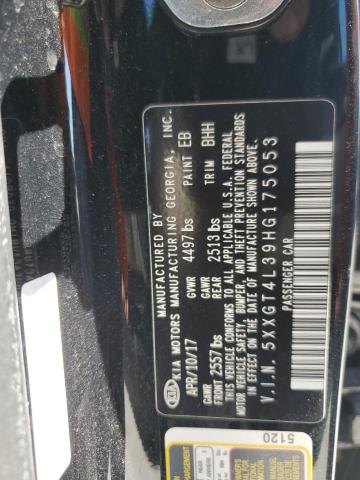 MANUFACTURED BY
KIA KIA MOTORS MANUFACTURING GEORGIA, INC.
APR/10/17 GVWR 4497 lbs PAINT EB
GAWR FRONT 2557 lbs GAWR REAR 2513 lbs TRIM BHH
THIS VEHICLE CONFORMS TO ALL APPLICABLE U.S.A. FEDERAL
MOTOR VEHICLE SAFETY, BUMPER, AND THEFT PREVENTION STANDARDS
IN EFFECT ON THE DATE OF MANUFACTURE SHOWN ABOVE.
V.I.N. 5XXGT4L39HG175053
PASSENGER CAR
5120
REAR